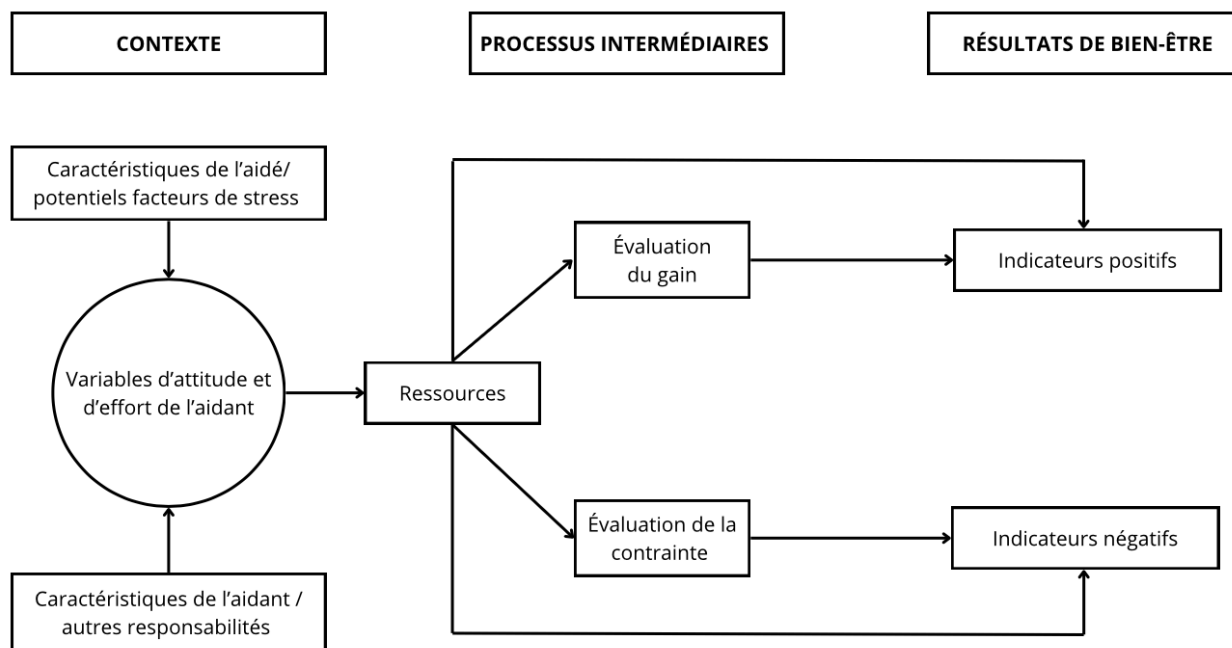 CONTEXTE
PROCESSUS INTERMÉDIAIRES
RÉSULTATS DE BIEN-ÊTRE
Caractéristiques de l’aidé/
potentiels facteurs de stress
Évaluation
du gain
Indicateurs positifs
Variables d’attitude et
d’effort de l’aidant
Ressources
Évaluation de la
contrainte
Indicateurs négatifs
Caractéristiques de l’aidant /
autres responsabilités